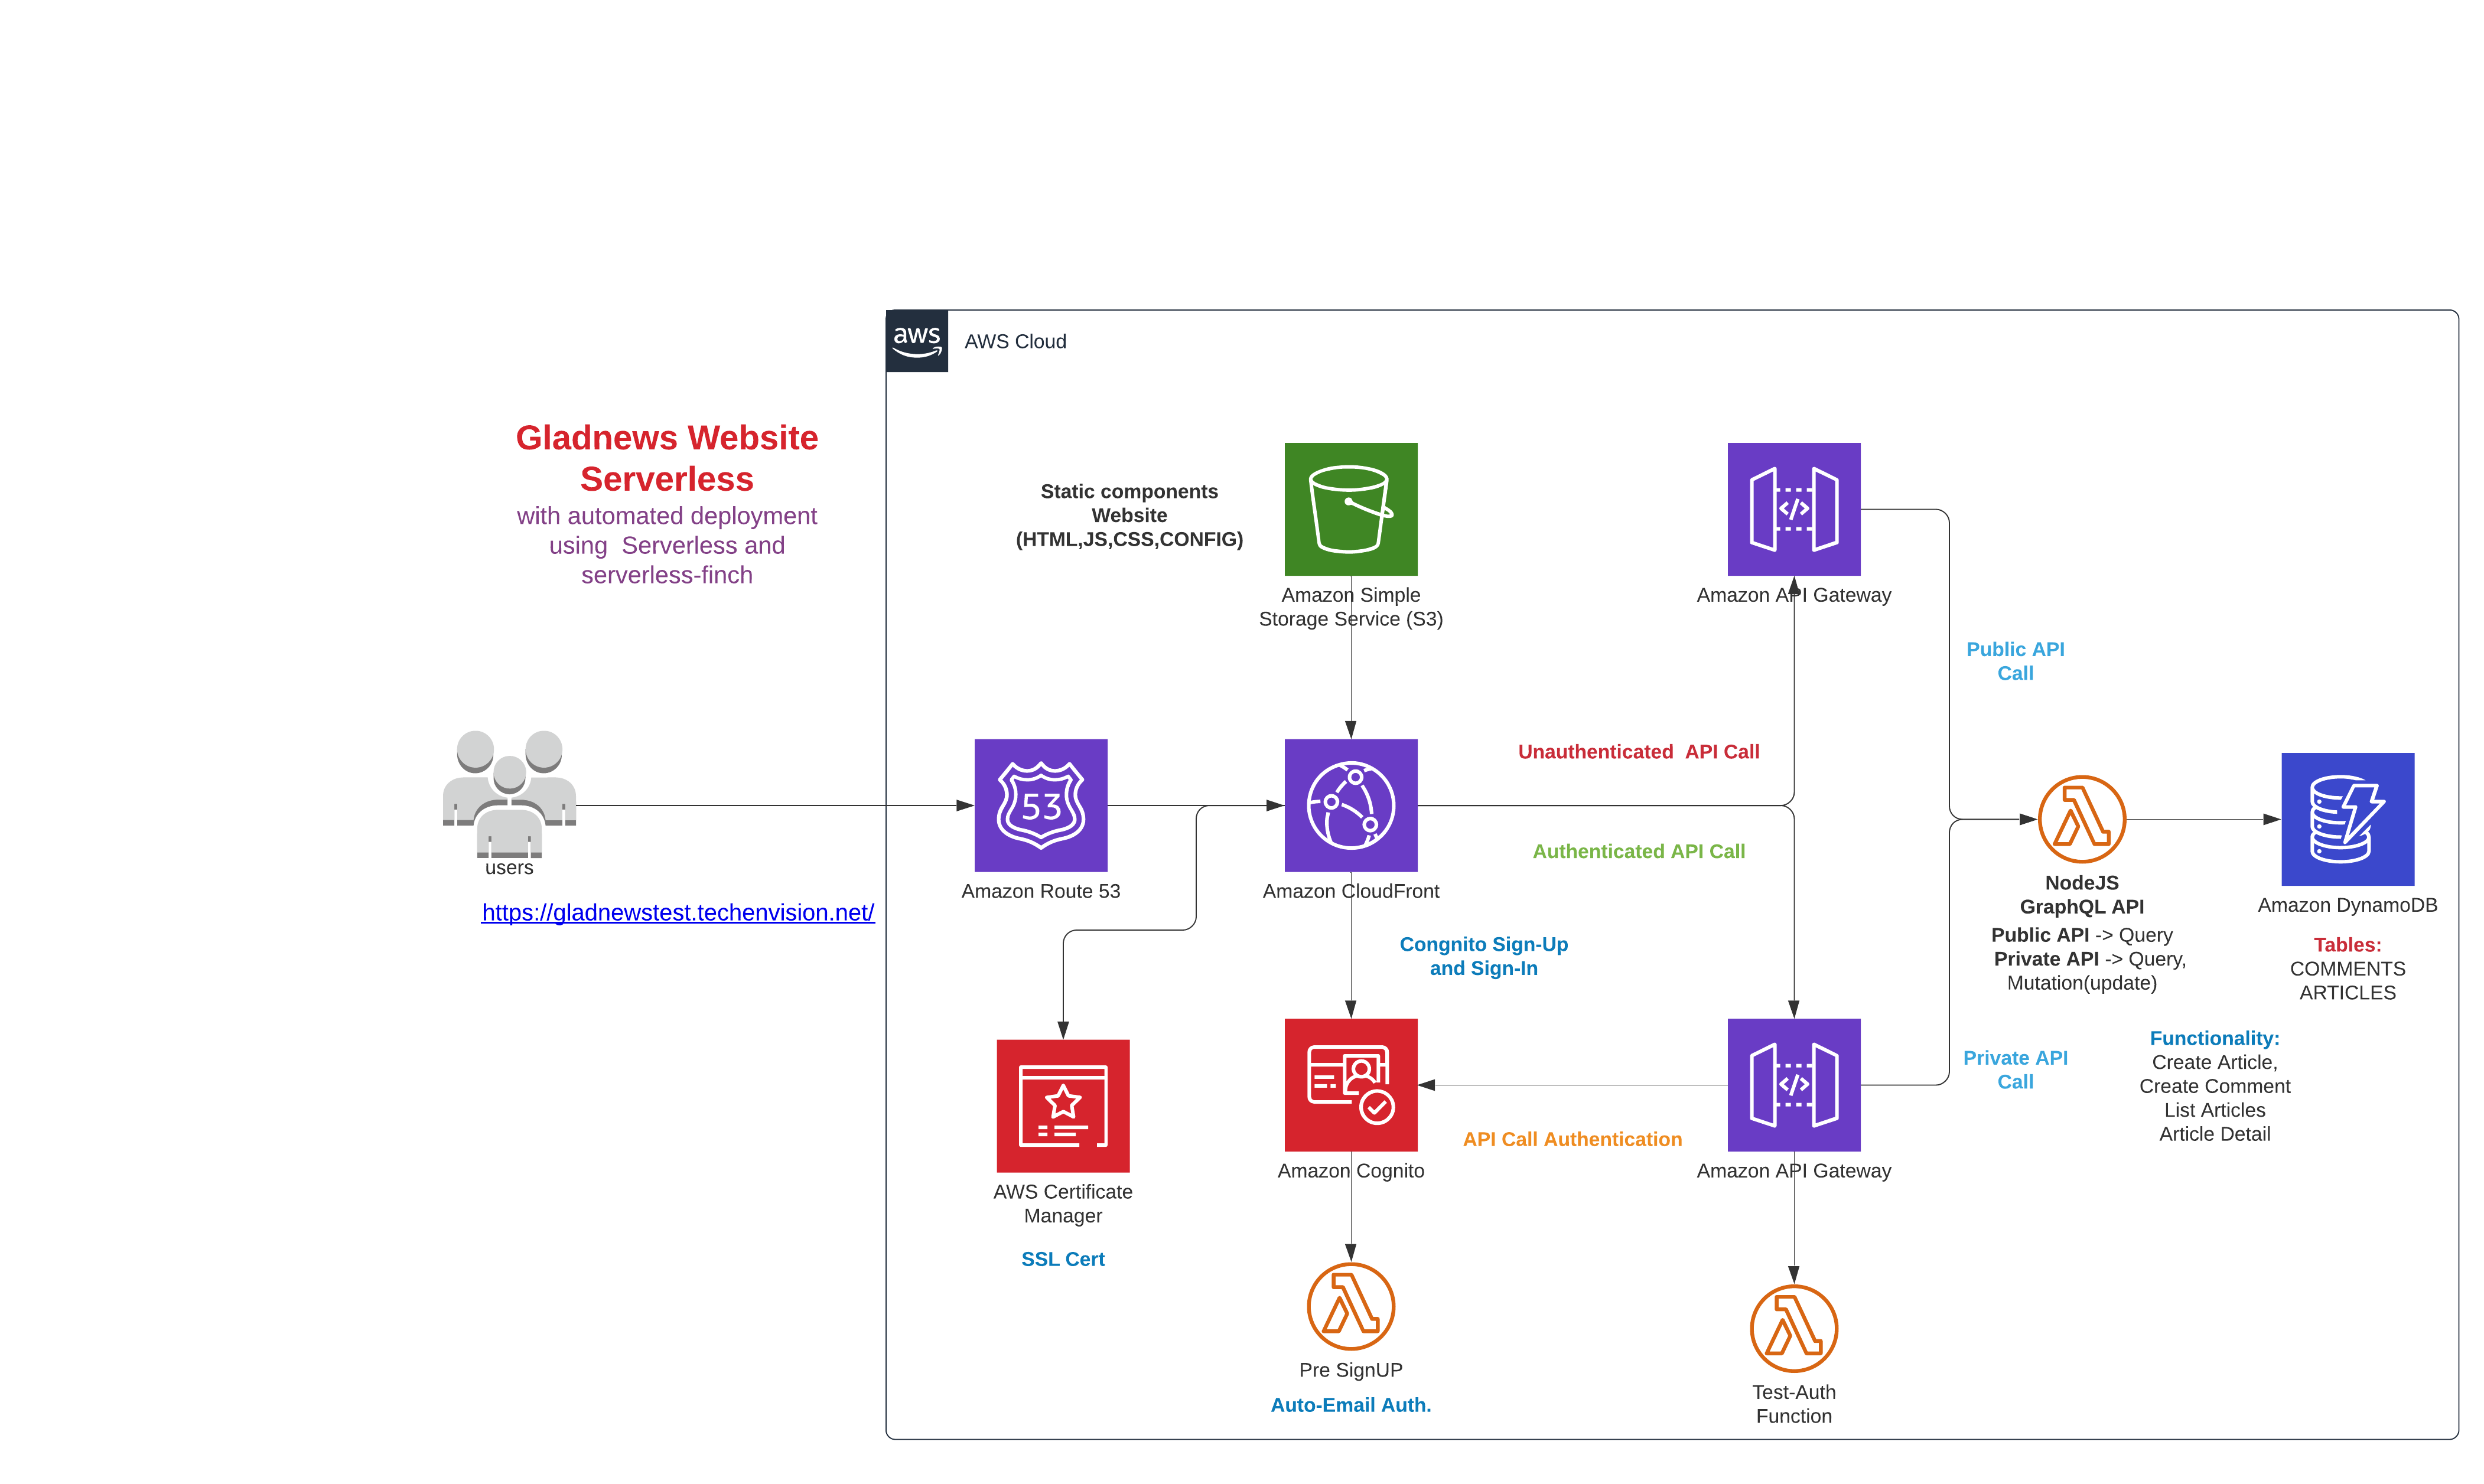 aws
AWS Cloud
Gladnews Website
Serverless
with automated deployment
using  Serverless and
serverless-finch
Static components
Website
(HTML,JS,CSS,CONFIG)
Amazon Simple
Storage Service (S3)
Amazon API Gateway
Public API
Call
users
https://gladnewstest.techenvision.net/
53
Amazon Route 53
Amazon CloudFront
Unauthenticated  API Call
Authenticated API Call
NodeJS
GraphQL API
Public API -> Query
Private API -> Query,
Mutation(update)
Amazon DynamoDB
Tables:
COMMENTS
ARTICLES
Congnito Sign-Up
and Sign-In
Functionality:
Create Article,
Create Comment
List Articles
Article Detail
Private API
Call
AWS Certificate
Manager
SSL Cert
Amazon Cognito
API Call Authentication
Amazon API Gateway
Pre SignUP
Auto-Email Auth.
Test-Auth
Function